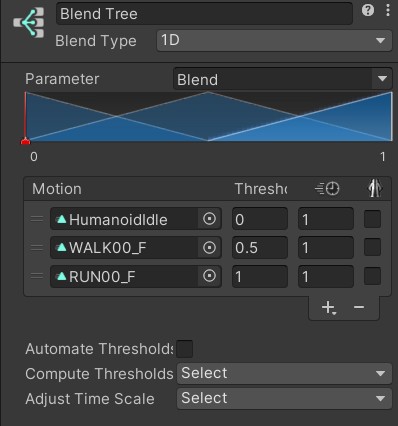 Blend Tree
Blend Type 1D
Parameter Blend
0 1
Motion Thresh
HumanoidIdle 0 1
WALK00_F 0.5 1
RUN00_F 1 1
Automate Thresholds
Compute Thresholds Select
Adjust Time Scale Select